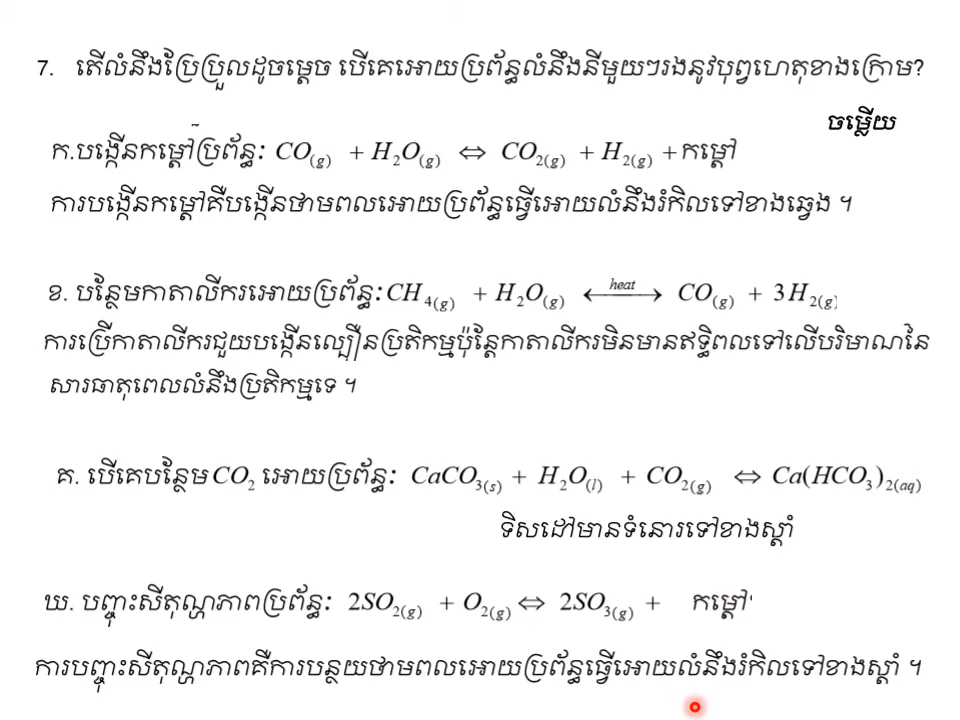 7. តើលំនឹងប្រែប្រួលដូចម្តេច បើគេអោយប្រព័ន្ធលំនឹងនីមួយៗរងនូវបុព្វហេតុខាងក្រោម?
ចម្លើយ
ក.បង្កើនកម្ដៅប្រព័ន្ធ: CO(g) + H₂O(g) ⇔ CO₂(g) + H₂(g) +កម្ដៅ
ការបង្កើនកម្ដៅគឺបង្កើនថាមពលអោយប្រព័ន្ធធ្វើអោយលំនឹងរំកិលទៅខាងឆ្វេង ។
ខ. បន្ថែមកាតាលីករអោយប្រព័ន្ធ:CH₄(g) + H₂O(g) ⟷ heat CO(g) + 3H₂(g)
ការប្រើកាតាលីករជួយបង្កើនល្បឿនប្រតិកម្មប៉ុន្តែកាតាលីករមិនមានឥទ្ធិពលទៅលើបរិមាណនៃ
សារធាតុពេលលំនឹងប្រតិកម្មទេ ។
គ. បើគេបន្ថែម CO₂ អោយប្រព័ន្ធ: CaCO₃(s) + H₂O(l) + CO₂(g) ⇔ Ca(HCO₃)₂(aq)
ទិសដៅមានទំនោរទៅខាងស្ដាំ
ឃ. បញ្ចុះសីតុណ្ហភាពប្រព័ន្ធ: 2SO₂(g) + O₂(g) ⇔ 2SO₃(g) + កម្ដៅ
ការបញ្ចុះសីតុណ្ហភាពគឺការបន្ថយថាមពលអោយប្រព័ន្ធធ្វើអោយលំនឹងរំកិលទៅខាងស្ដាំ ។